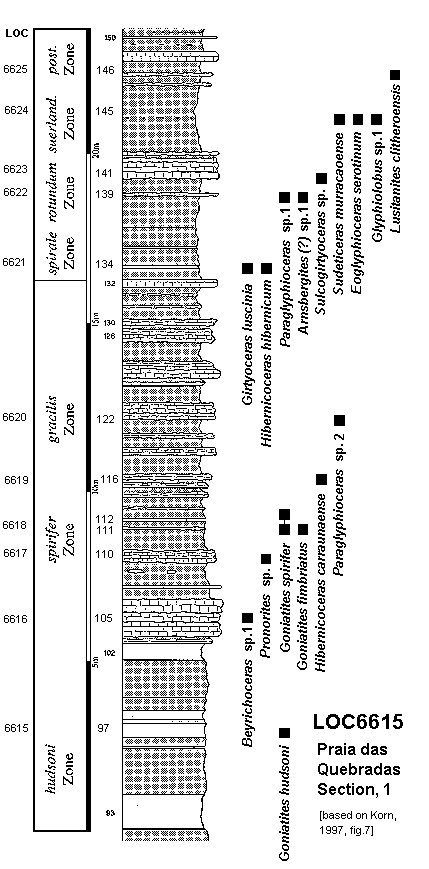 LOC
6625
6624
6623
6622
6621
6620
6619
6618
6617
6616
6615
post.
Zone
suerland.
Zone
rotundum
Zone
spirale
Zone
gracilis
Zone
spirifer
Zone
hudsoni
Zone
20m
15m
10m
5m
150
146
145
141
139
134
132
130
126
122
116
112
111
110
105
102
97
93
Lusitanites clitheroensis
Glyphiolobus sp.1
Eoglyphioceras serotinum
Sudeticeras murracaoense
Sulcogirtyoceras sp.
Arnsbergites (?) sp.1
Paraglyphioceras sp.1
Hibernicoceras hibernicum
Girtyoceras luscinia
Paraglyphioceras sp. 2
Hibernicoceras carraunaense
Goniatites fimbriatus
Goniatites spirifer
Pronorites sp.
Beyrichoceras sp.1
Goniatites hudsoni
LOC6615
Praia das
Quebradas
Section, 1
[based on Korn,
1997, fig.7]